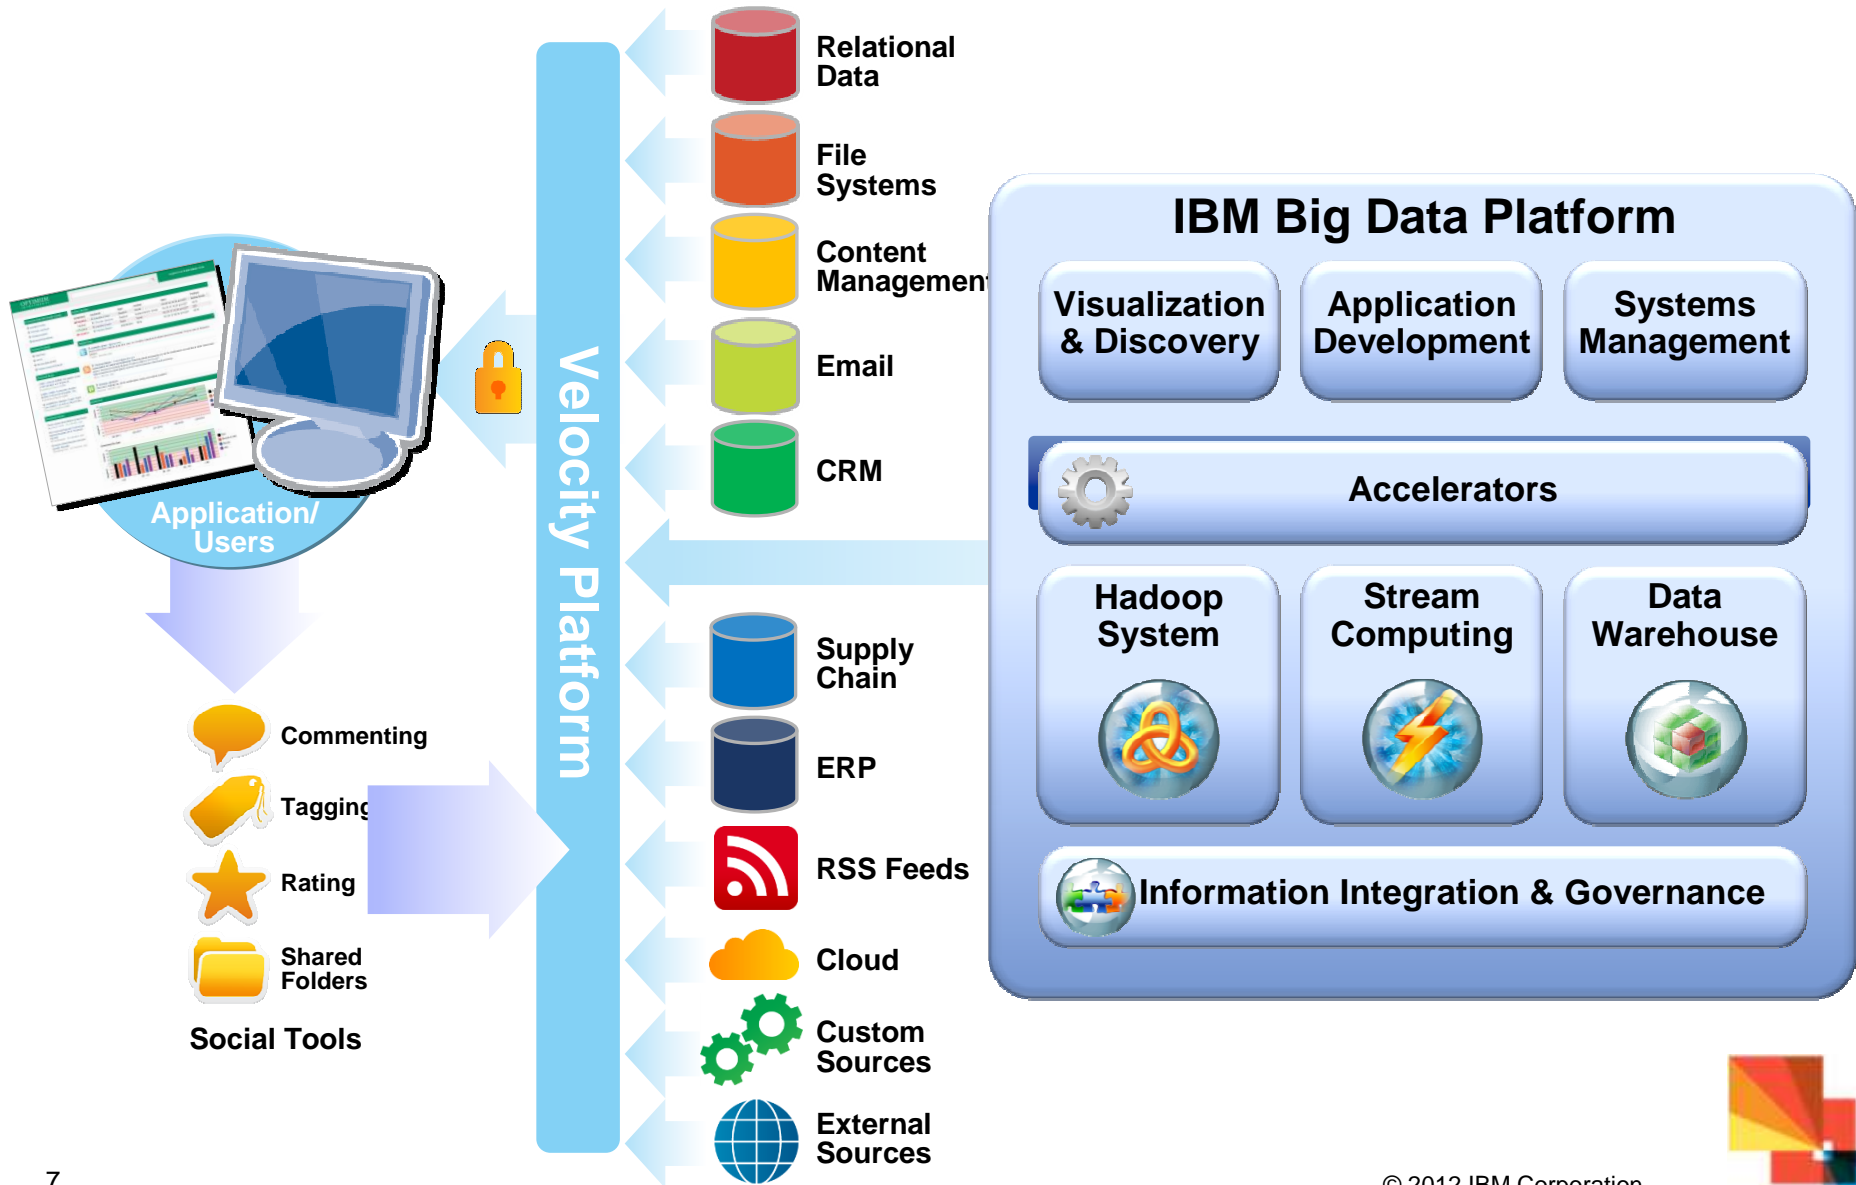 Relational
Data
File
Systems
Content
Management
Email
CRM
Supply
Chain
ERP
RSS Feeds
Cloud
Custom
Sources
External
Sources
Velocity Platform
Application/
Users
Commenting
Tagging
Rating
Shared
Folders
Social Tools
IBM Big Data Platform
Visualization
& Discovery
Application
Development
Systems
Management
Accelerators
Hadoop
System
Stream
Computing
Data
Warehouse
Information Integration & Governance
7
© 2012 IBM Corporation